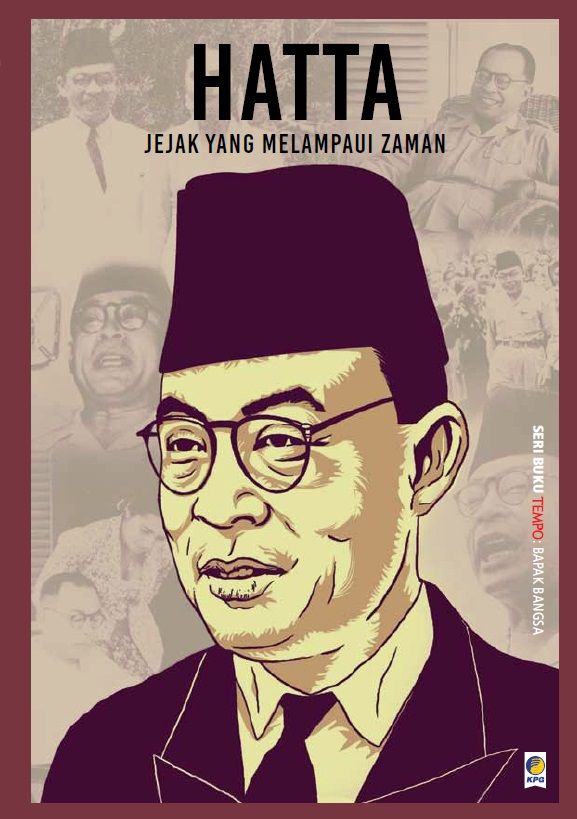 HATTA
JEJAK YANG MELAMPAUI ZAMAN
SERI BUKU TEMPO: BAPAK BANGSA
KPG